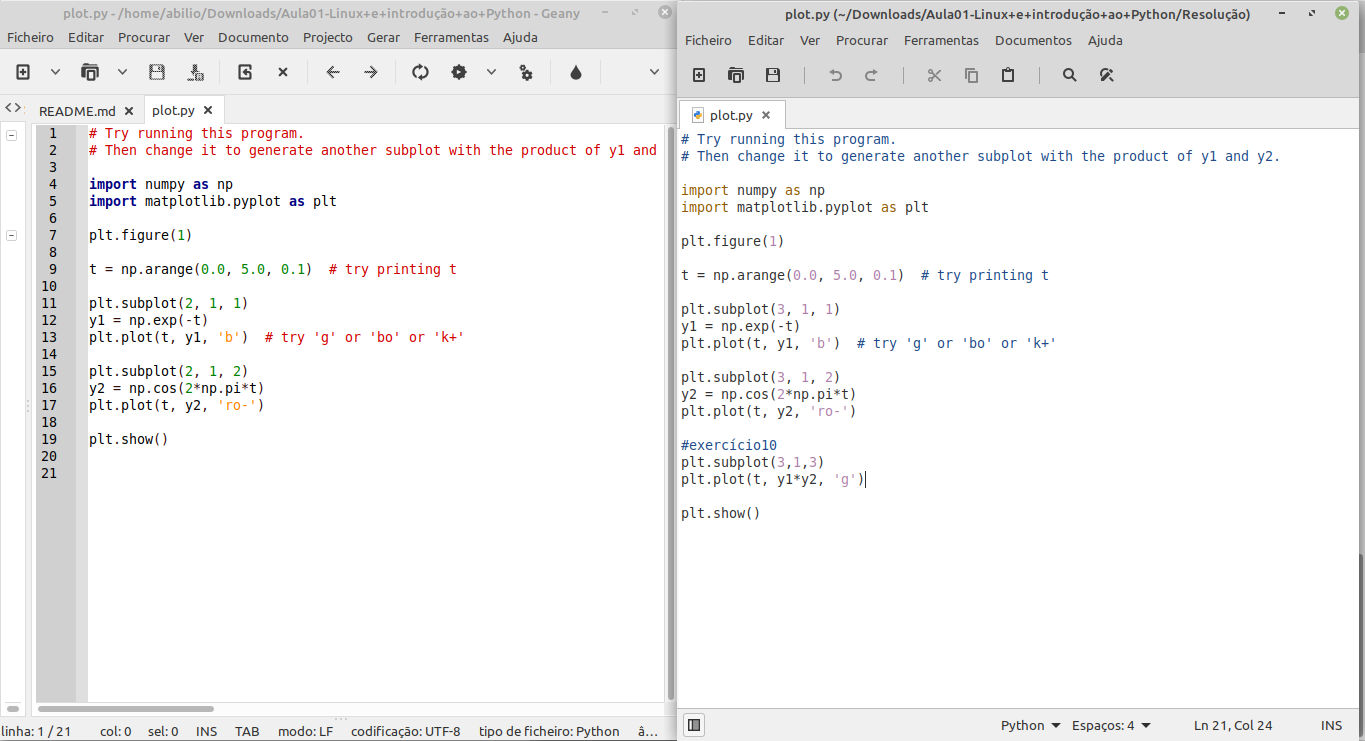 plot.py - /home/abilio/Downloads/Aula01-Linux+e+introdução+ao+Python - Geany
Ficheiro Editar Procurar Ver Documento Projecto Gerar Ferramentas Ajuda
README.md plot.py
1 # Try running this program.
2 # Then change it to generate another subplot with the product of y1 and
3
4 import numpy as np
5 import matplotlib.pyplot as plt
6
7 plt.figure(1)
8
9 t = np.arange(0.0, 5.0, 0.1)  # try printing t
10
11 plt.subplot(2, 1, 1)
12 y1 = np.exp(-t)
13 plt.plot(t, y1, 'b')  # try 'g' or 'bo' or 'k+'
14
15 plt.subplot(2, 1, 2)
16 y2 = np.cos(2*np.pi*t)
17 plt.plot(t, y2, 'ro-')
18
19 plt.show()
20
21
linha: 1 / 21 col: 0 sel: 0 INS TAB modo: LF codificação: UTF-8 tipo de ficheiro: Python â...
plot.py (~/Downloads/Aula01-Linux+e+introdução+ao+Python/Resolução)
Ficheiro Editar Ver Procurar Ferramentas Documentos Ajuda
plot.py
# Try running this program.
# Then change it to generate another subplot with the product of y1 and y2.
import numpy as np
import matplotlib.pyplot as plt
plt.figure(1)
t = np.arange(0.0, 5.0, 0.1)  # try printing t
plt.subplot(3, 1, 1)
y1 = np.exp(-t)
plt.plot(t, y1, 'b')  # try 'g' or 'bo' or 'k+'
plt.subplot(3, 1, 2)
y2 = np.cos(2*np.pi*t)
plt.plot(t, y2, 'ro-')
#exercício10
plt.subplot(3,1,3)
plt.plot(t, y1*y2, 'g')
plt.show()
Python Espaços: 4 Ln 21, Col 24 INS